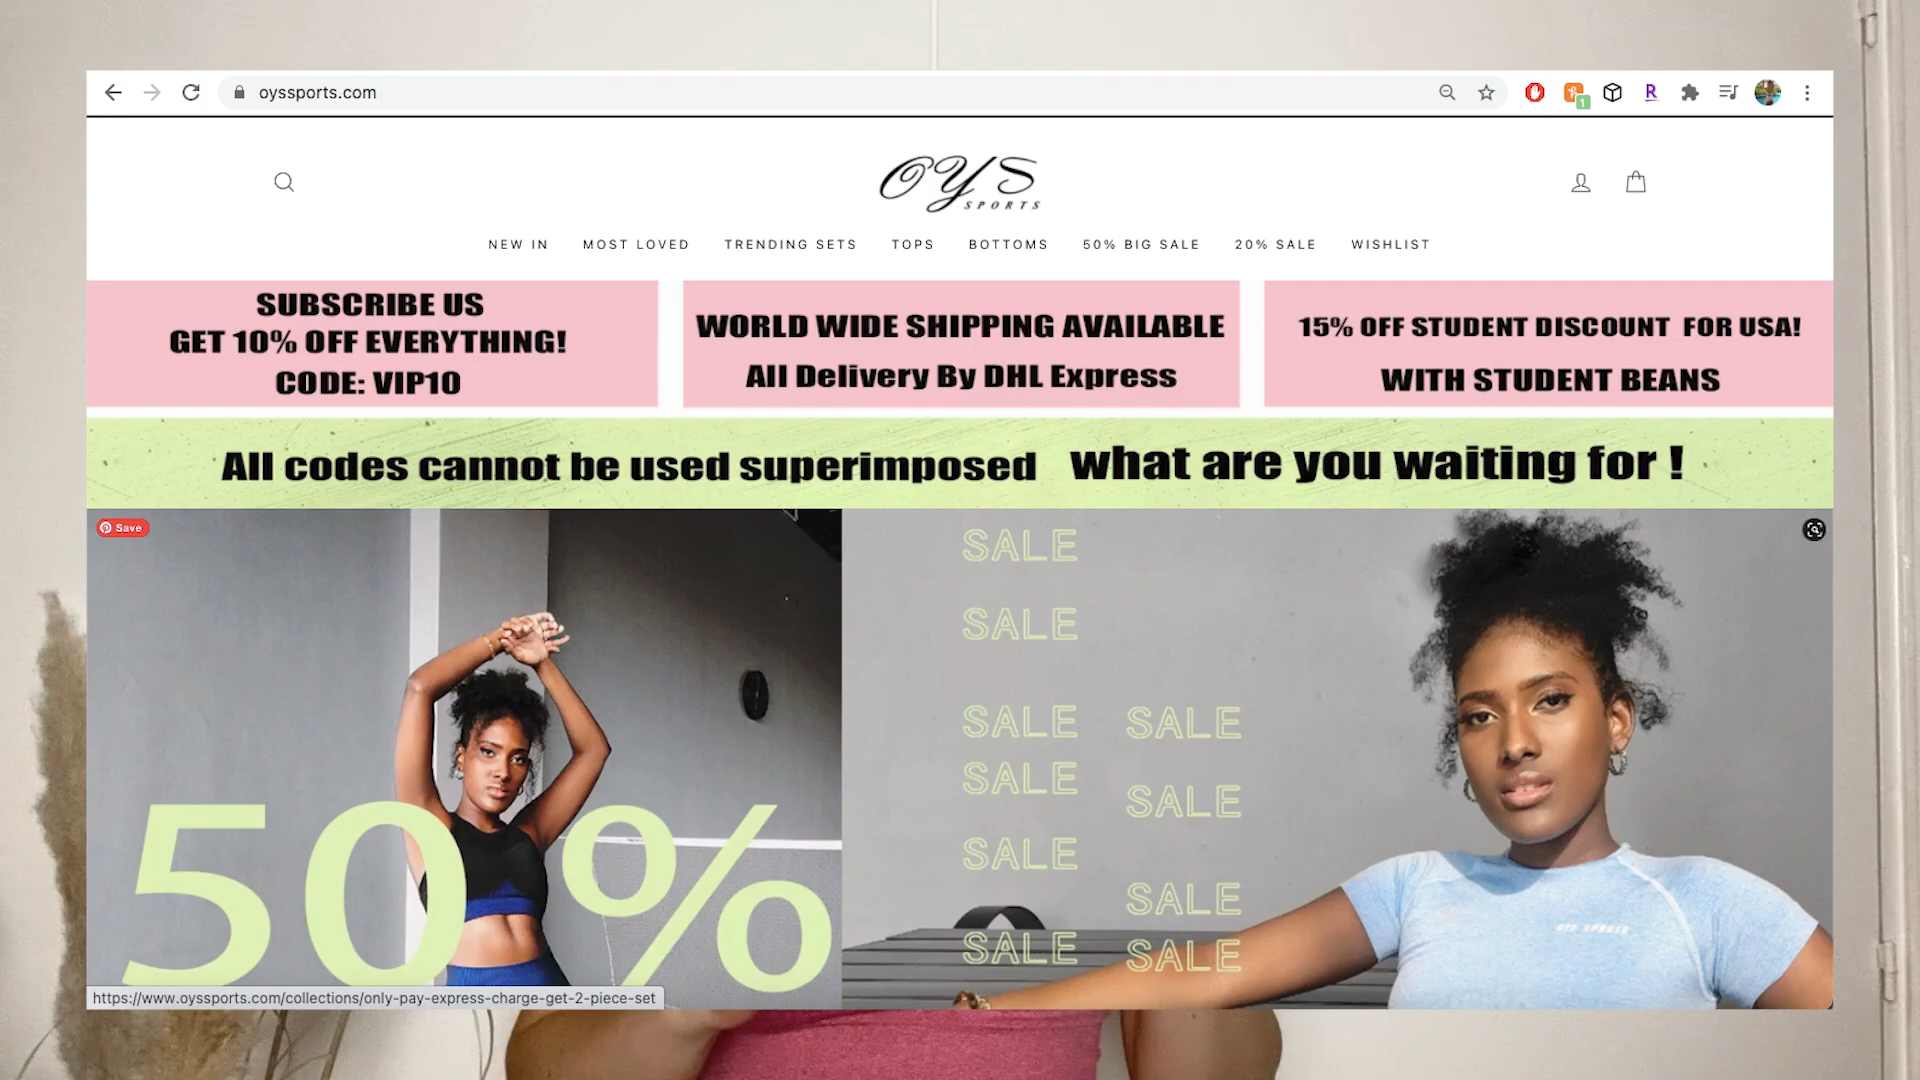 oyssports.com
1
R
OYS
SPORTS
NEW IN MOST LOVED TRENDING SETS TOPS BOTTOMS 50% BIG SALE 20% SALE WISHLIST
SUBSCRIBE US
GET 10% OFF EVERYTHING!
CODE: VIP10
WORLD WIDE SHIPPING AVAILABLE
All Delivery By DHL Express
15% OFF STUDENT DISCOUNT FOR USA!
WITH STUDENT BEANS
All codes cannot be used superimposed what are you waiting for !
Save
50 %
SALE
SALE
SALE SALE
SALE
SALE
SALE
SALE
SALE SALE
OYS SPORTS
https://www.oyssports.com/collections/only-pay-express-charge-get-2-piece-set